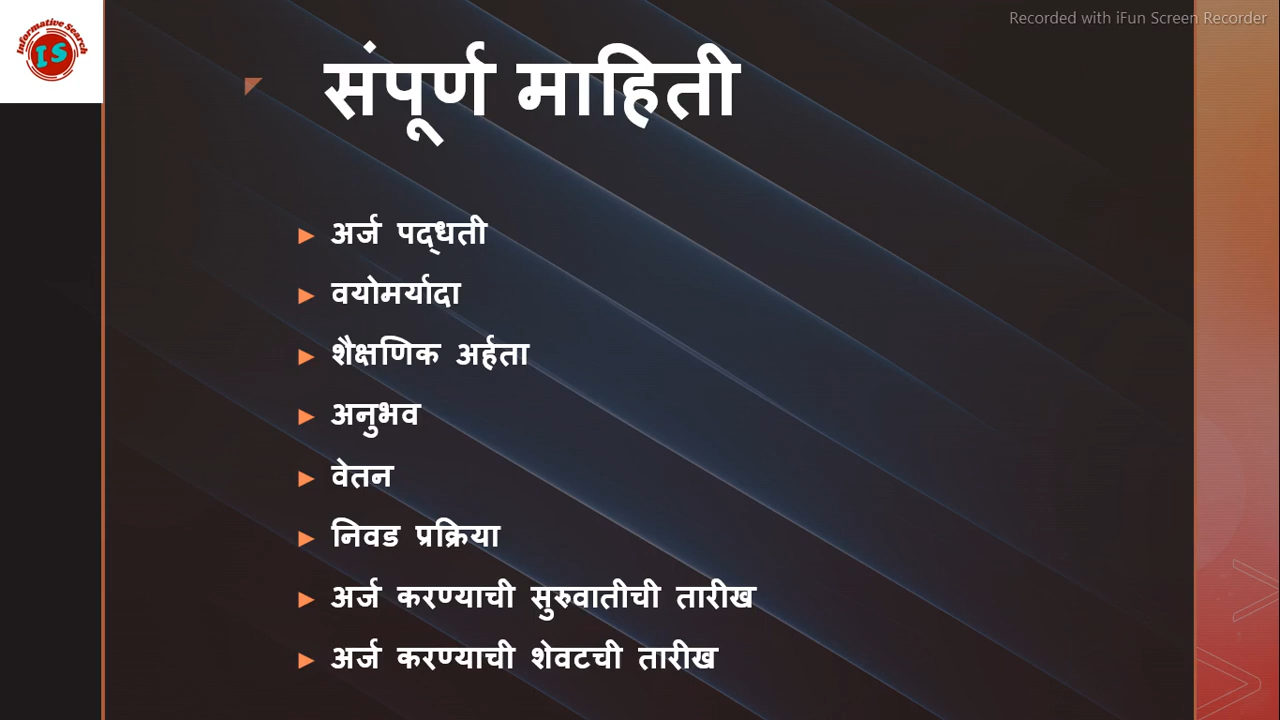 Informative Search
IS
Recorded with iFun Screen Recorder
संपूर्ण माहिती
अर्ज पद्धती
वयोमर्यादा
शैक्षणिक अर्हता
अनुभव
वेतन
निवड प्रक्रिया
अर्ज करण्याची सुरुवातीची तारीख
अर्ज करण्याची शेवटची तारीख